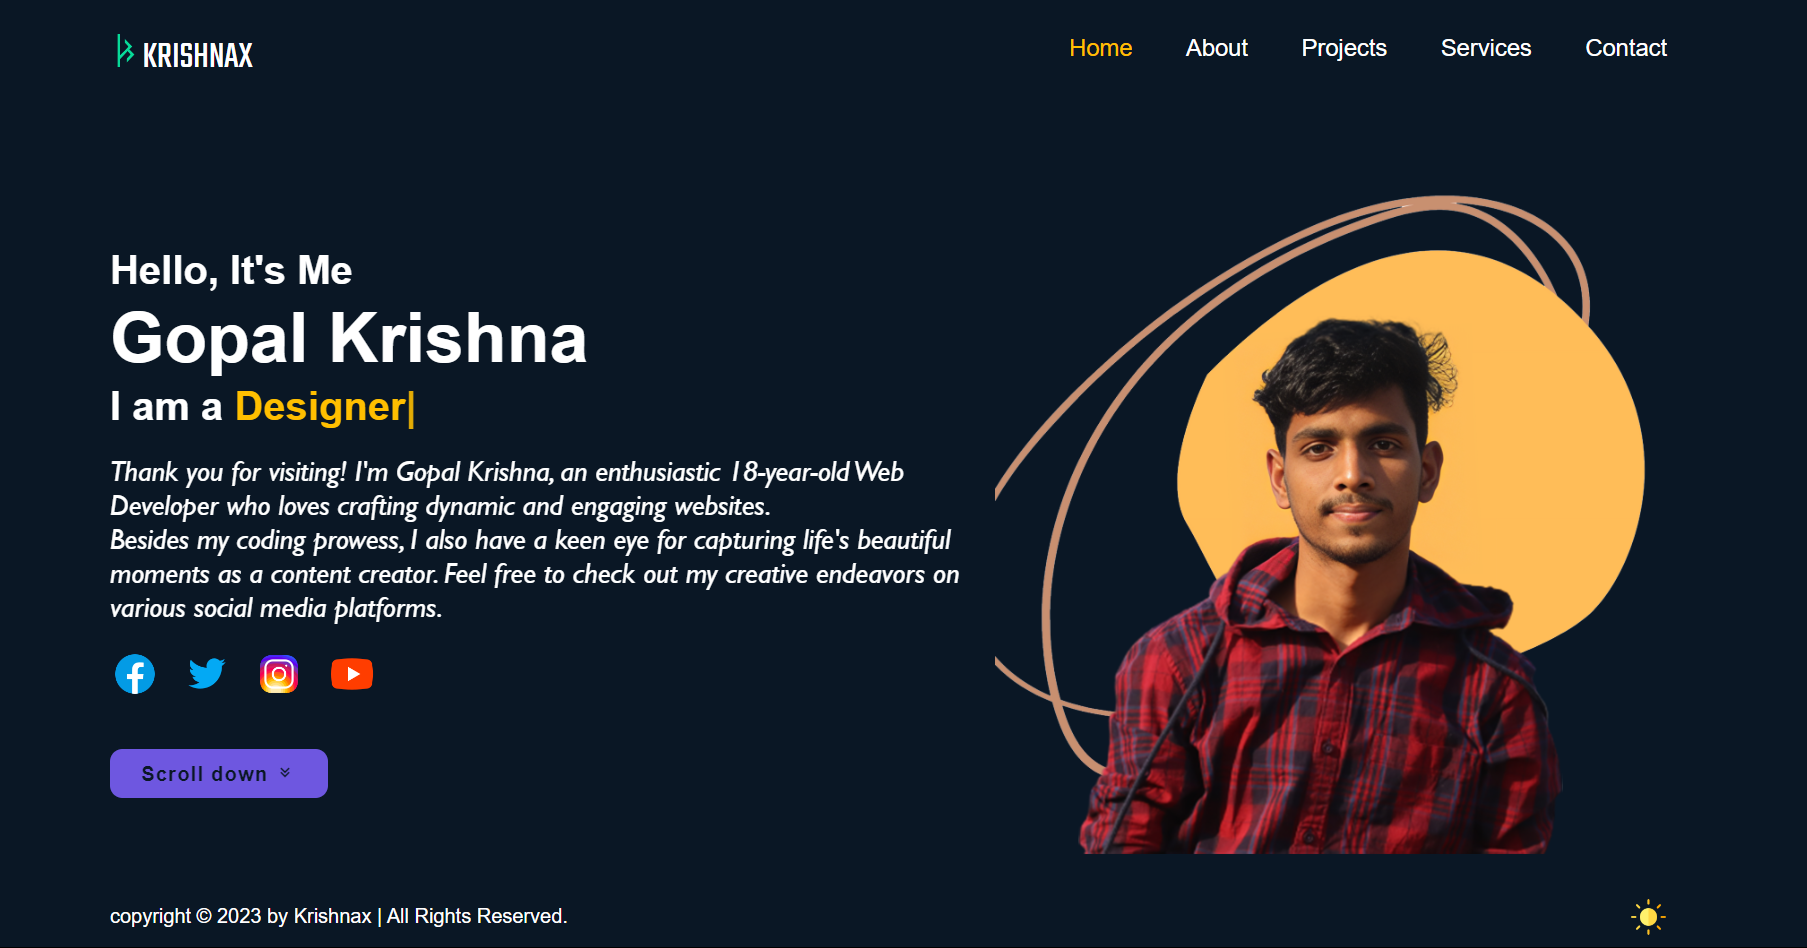 KRISHNAX
Home About Projects Services Contact
Hello, It's Me
Gopal Krishna
I am a Designer|
Thank you for visiting! I'm Gopal Krishna, an enthusiastic 18-year-old Web
Developer who loves crafting dynamic and engaging websites.
Besides my coding prowess, I also have a keen eye for capturing life's beautiful
moments as a content creator. Feel free to check out my creative endeavors on
various social media platforms.
Scroll down
copyright © 2023 by Krishnax | All Rights Reserved.